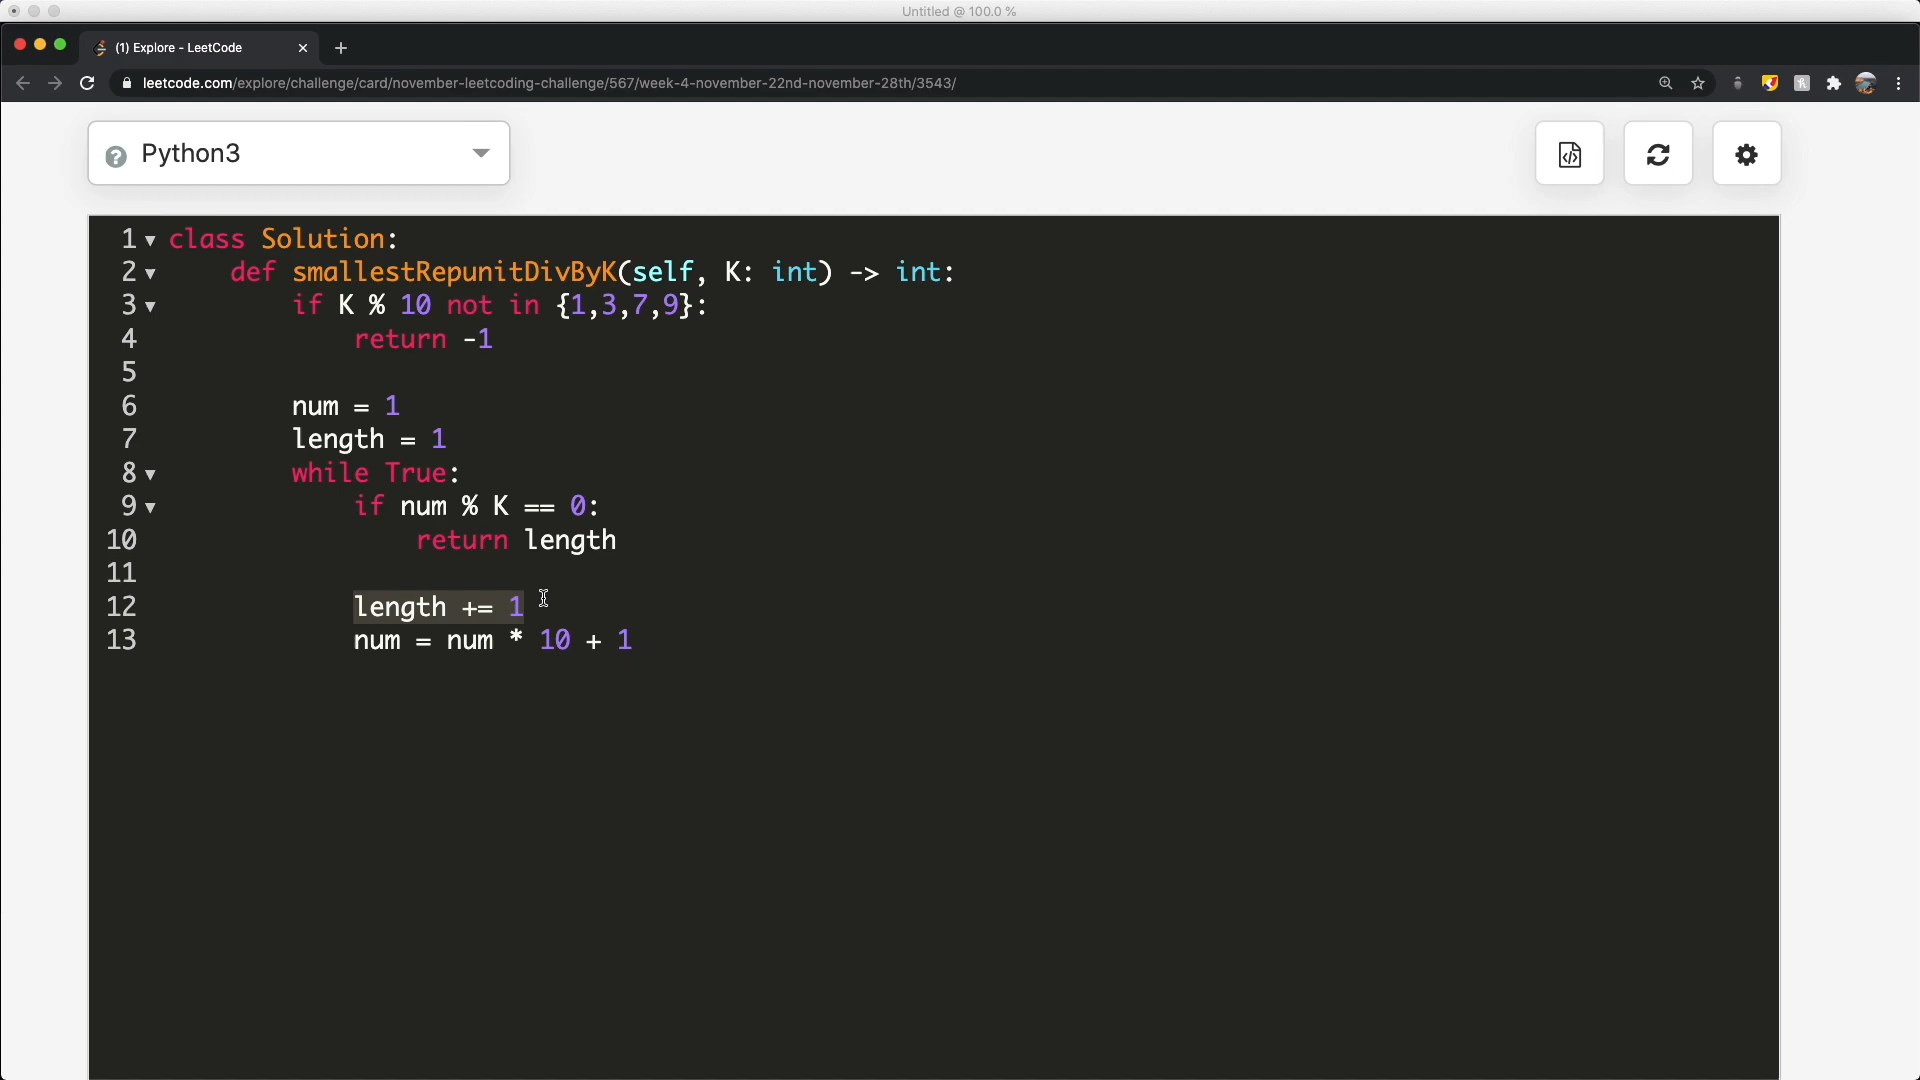 Untitled @ 100.0 %
(1) Explore - LeetCode
leetcode.com/explore/challenge/card/november-leetcoding-challenge/567/week-4-november-22nd-november-28th/3543/
Python3
1 class Solution:
2 def smallestRepunitDivByK(self, K: int) -> int:
3 if K % 10 not in {1,3,7,9}:
4 return -1
5
6 num = 1
7 length = 1
8 while True:
9 if num % K == 0:
10 return length
11
12 length += 1
13 num = num * 10 + 1